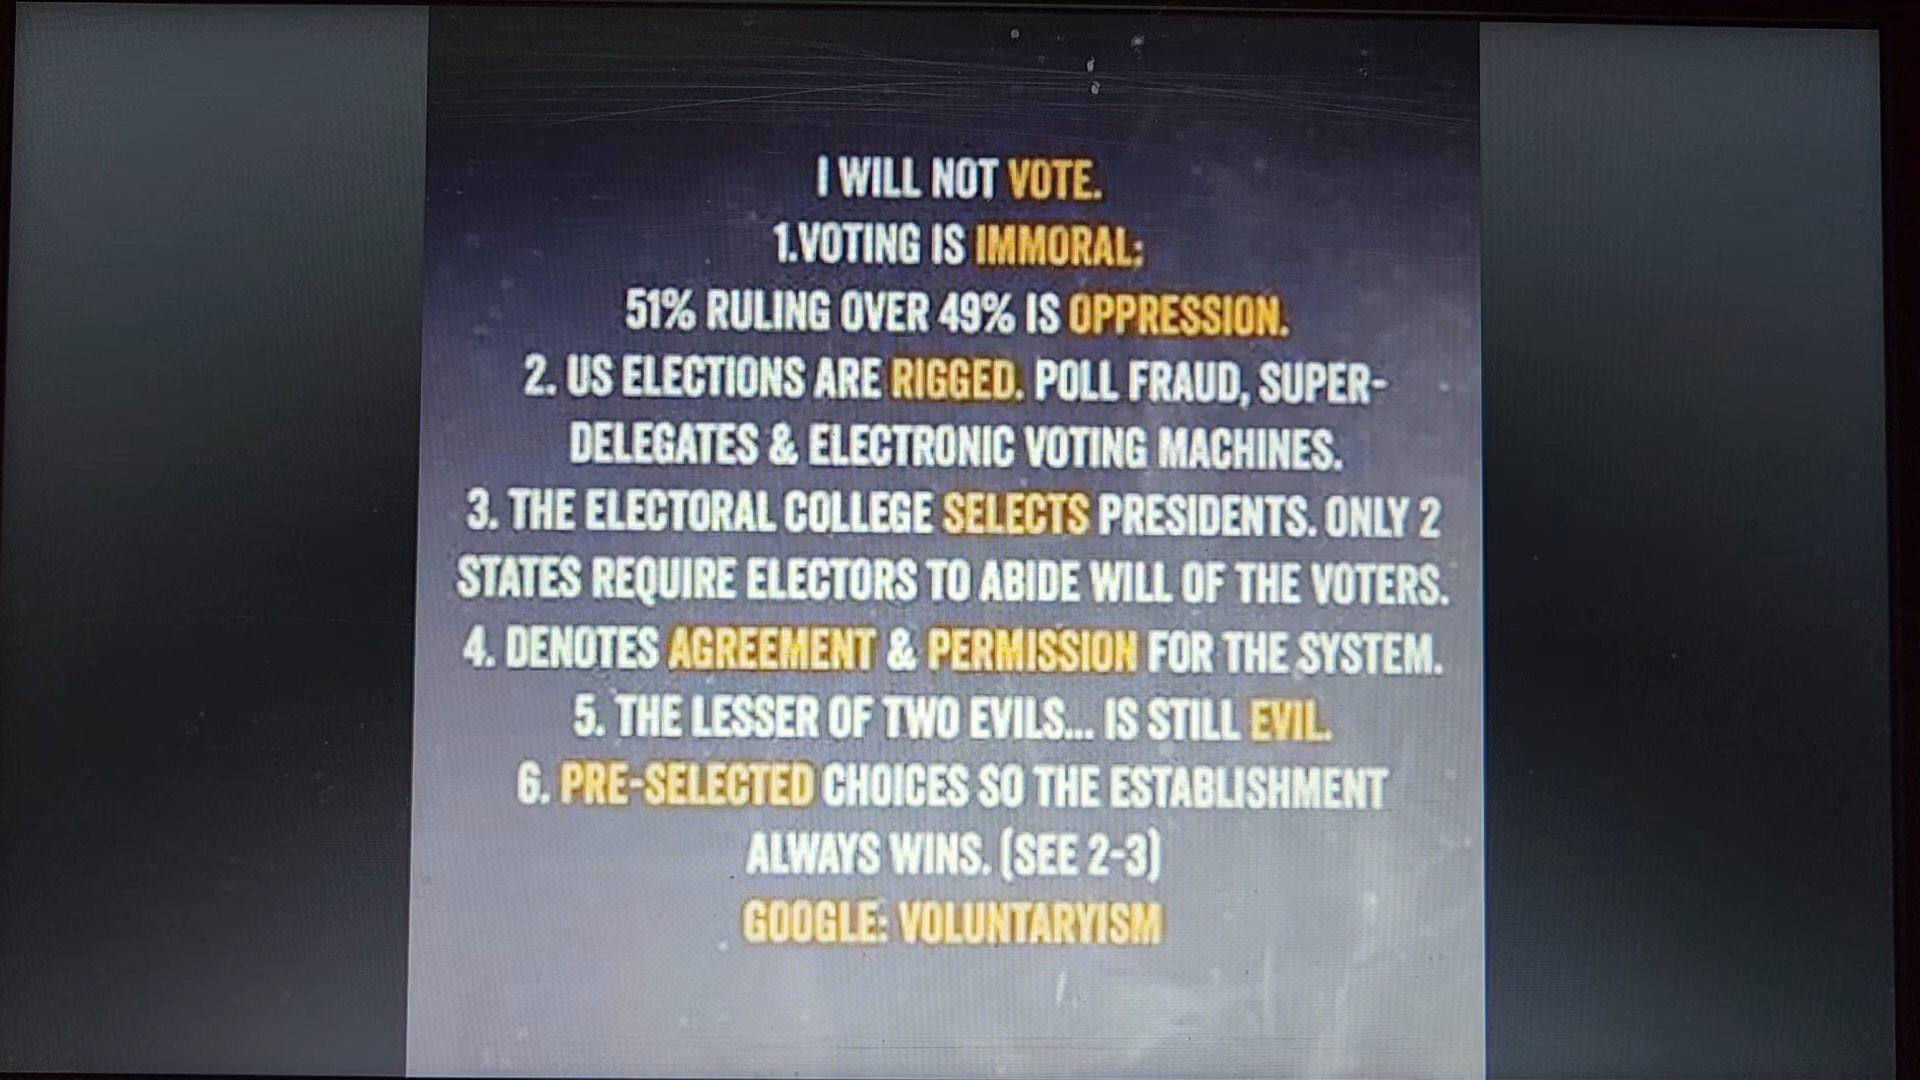 I WILL NOT VOTE.
1.VOTING IS IMMORAL;
51% RULING OVER 49% IS OPPRESSION.
2. US ELECTIONS ARE RIGGED. POLL FRAUD, SUPER-
DELEGATES & ELECTRONIC VOTING MACHINES.
3. THE ELECTORAL COLLEGE SELECTS PRESIDENTS. ONLY 2
STATES REQUIRE ELECTORS TO ABIDE WILL OF THE VOTERS.
4. DENOTES AGREEMENT & PERMISSION FOR THE SYSTEM.
5. THE LESSER OF TWO EVILS... IS STILL EVIL.
6. PRE-SELECTED CHOICES SO THE ESTABLISHMENT
ALWAYS WINS. (SEE 2-3)
GOOGLE: VOLUNTARYISM